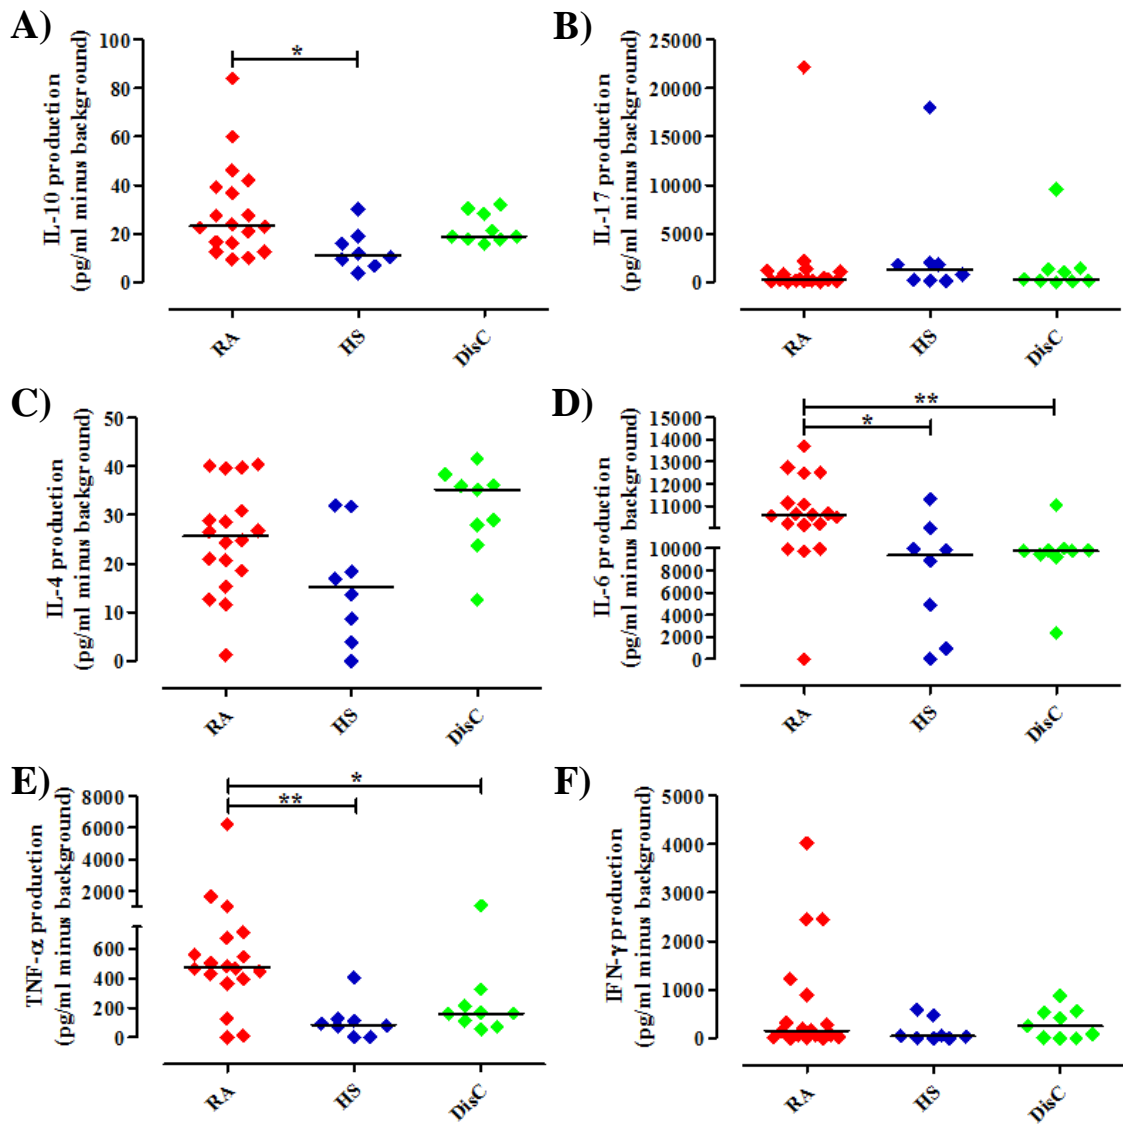 A)
IL-10 production
(pg/ml minus background)
100
80
60
40
20
0
*
RA
HS
DisC
B)
IL-17 production
(pg/ml minus background)
25000
20000
15000
10000
5000
0
RA
HS
DisC
C)
IL-4 production
(pg/ml minus background)
50
40
30
20
10
0
RA
HS
DisC
D)
IL-6 production
(pg/ml minus background)
15000
14000
13000
12000
11000
10000
8000
6000
4000
2000
0
**
*
RA
HS
DisC
E)
TNF-α production
(pg/ml minus background)
8000
6000
4000
2000
600
400
200
0
*
**
RA
HS
DisC
F)
IFN-γ production
(pg/ml minus background)
5000
4000
3000
2000
1000
0
RA
HS
DisC